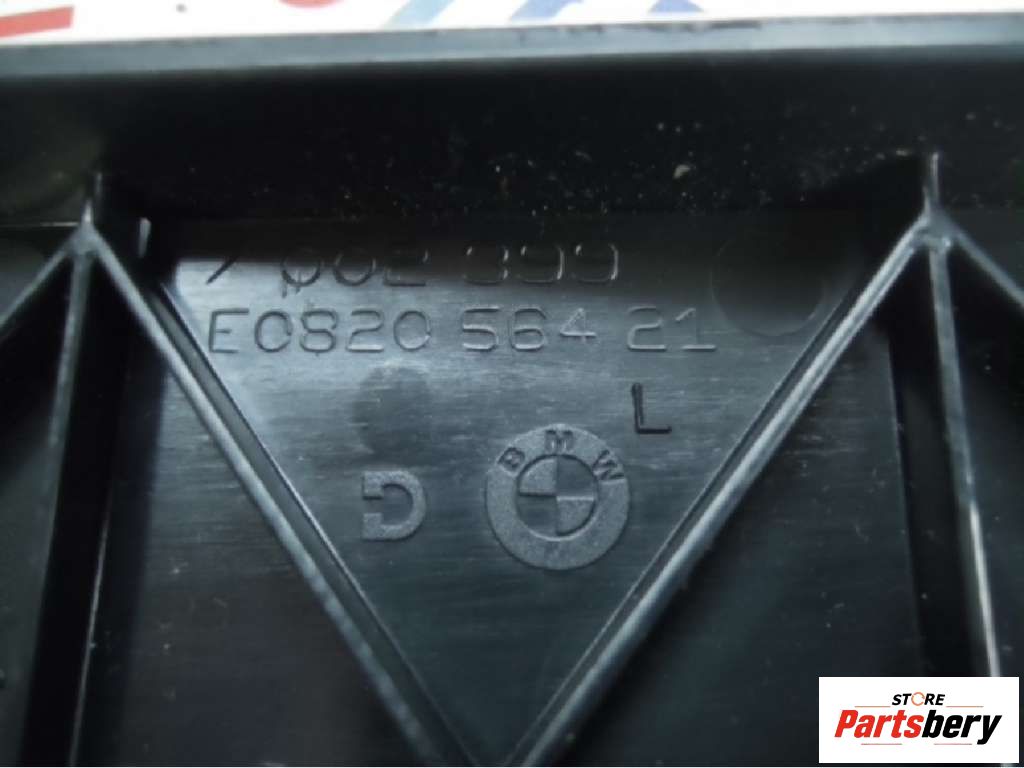 7 002 399
E0820 564 21
L
BMW
D
STORE
Partsbery